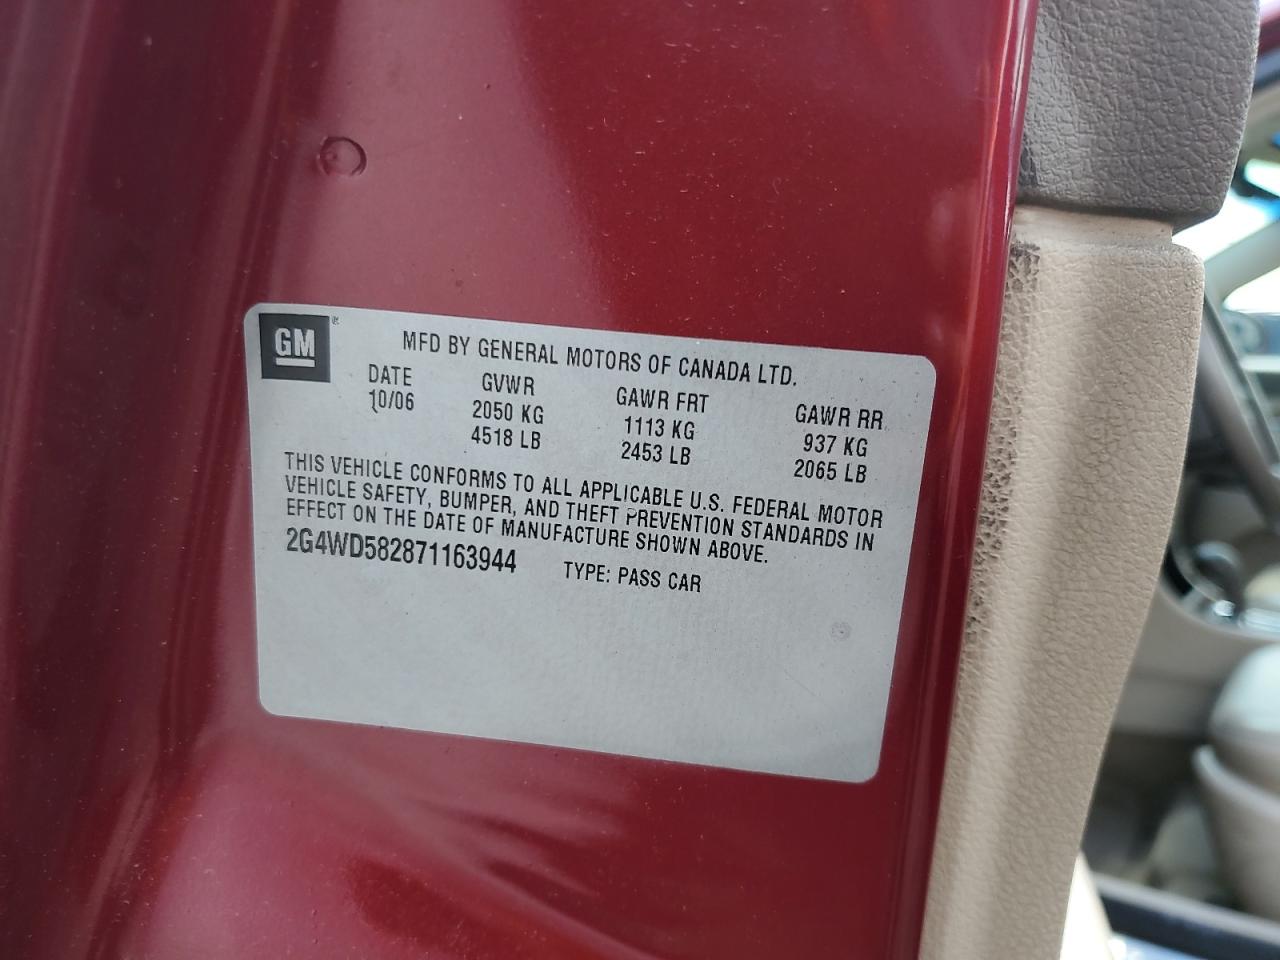 GM
MFD BY GENERAL MOTORS OF CANADA LTD.
DATE GVWR GAWR FRT GAWR RR
10/06 2050 KG 1113 KG 937 KG
4518 LB 2453 LB 2065 LB
THIS VEHICLE CONFORMS TO ALL APPLICABLE U.S. FEDERAL MOTOR
VEHICLE SAFETY, BUMPER, AND THEFT PREVENTION STANDARDS IN
EFFECT ON THE DATE OF MANUFACTURE SHOWN ABOVE.
2G4WD582871163944 TYPE: PASS CAR